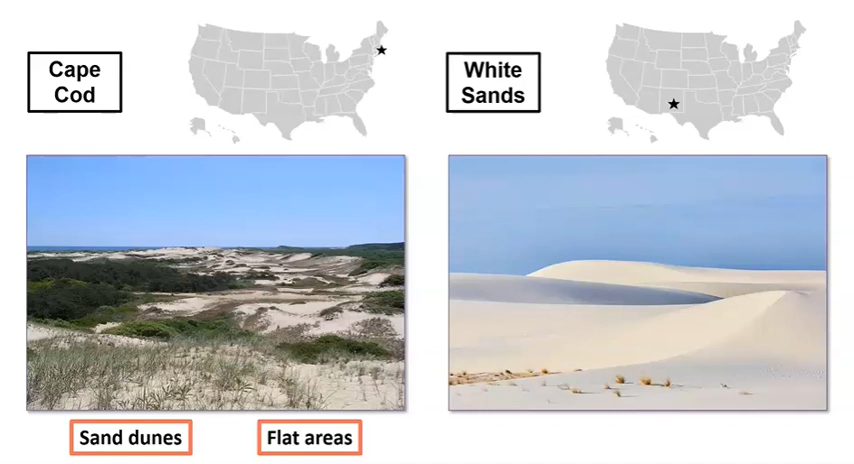 Cape
Cod
White
Sands
Sand dunes
Flat areas